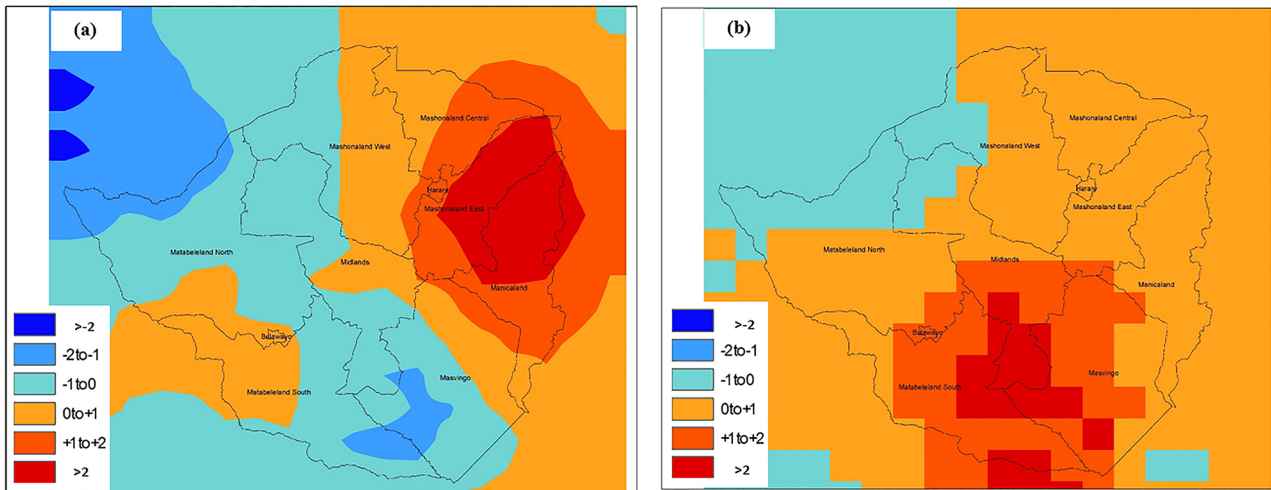 (a)
Mashonaland Central
Mashonaland West
Harare
Mashonaland East
Matabeleland North
Midlands
Manicaland
Bulawayo
Masvingo
Matabeleland South
>-2
-2to-1
-1to0
0to+1
+1to+2
>2
(b)
Mashonaland Central
Mashonaland West
Harare
Mashonaland East
Matabeleland North
Midlands
Manicaland
Bulawayo
Masvingo
Matabeleland South
>-2
-2to-1
-1to0
0to+1
+1to+2
>2